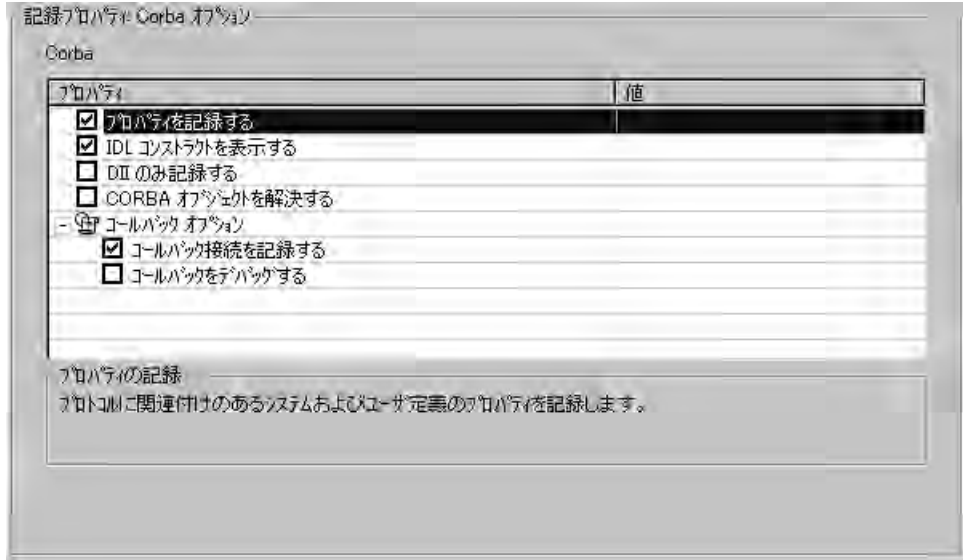 記録プロパティ: Corba オプション
Corba
プロパティ 値
プロパティを記録する
IDL コンストラクトを表示する
DII のみ記録する
CORBA オブジェクトを解決する
コールバック オプション
コールバック接続を記録する
コールバックをデバッグする
プロパティの記録
プロトコルに関連付けのあるシステムおよびユーザ定義のプロパティを記録します。